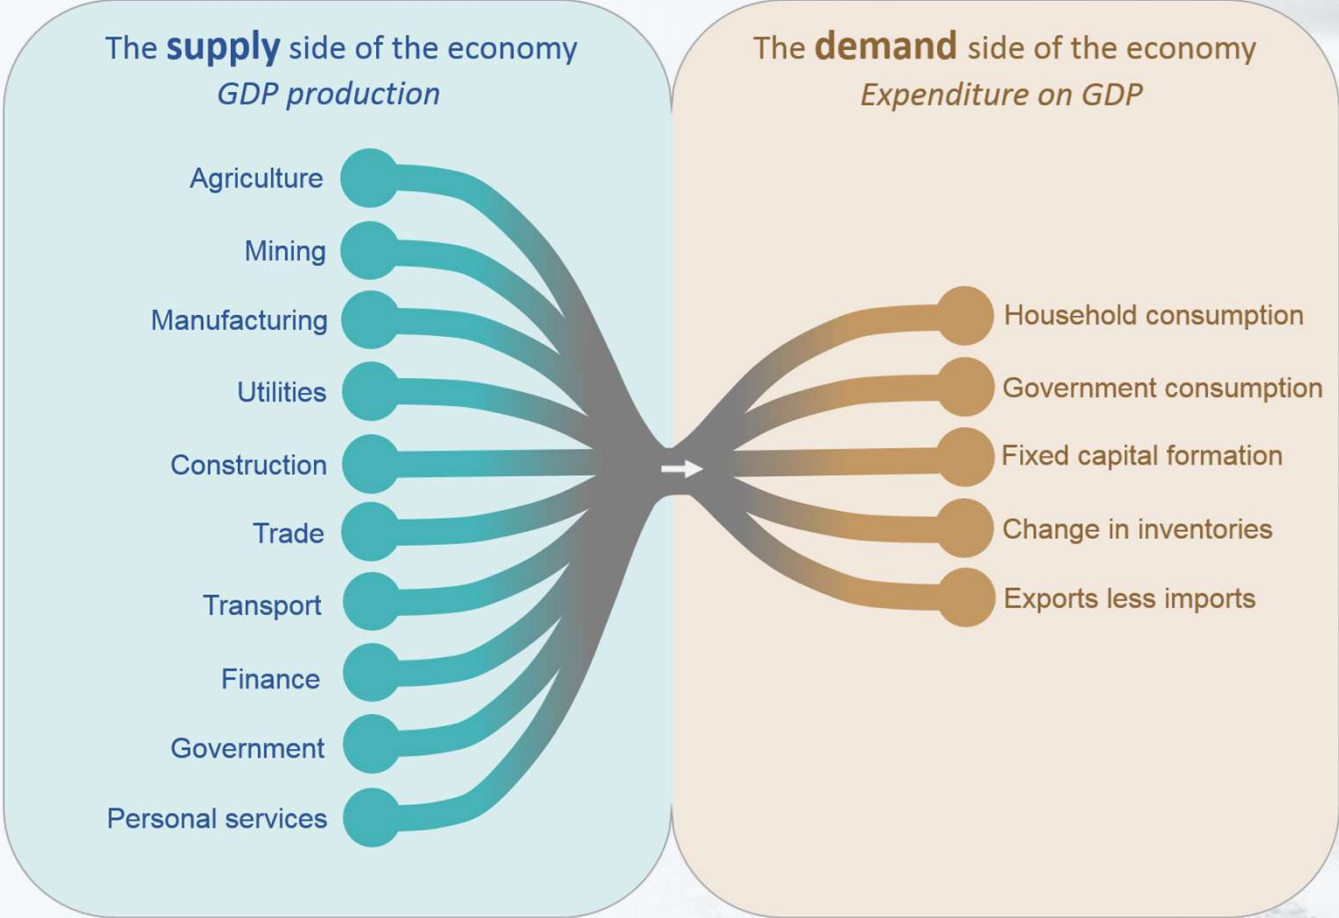 The supply side of the economy
GDP production
Agriculture
Mining
Manufacturing
Utilities
Construction
Trade
Transport
Finance
Government
Personal services
The demand side of the economy
Expenditure on GDP
Household consumption
Government consumption
Fixed capital formation
Change in inventories
Exports less imports